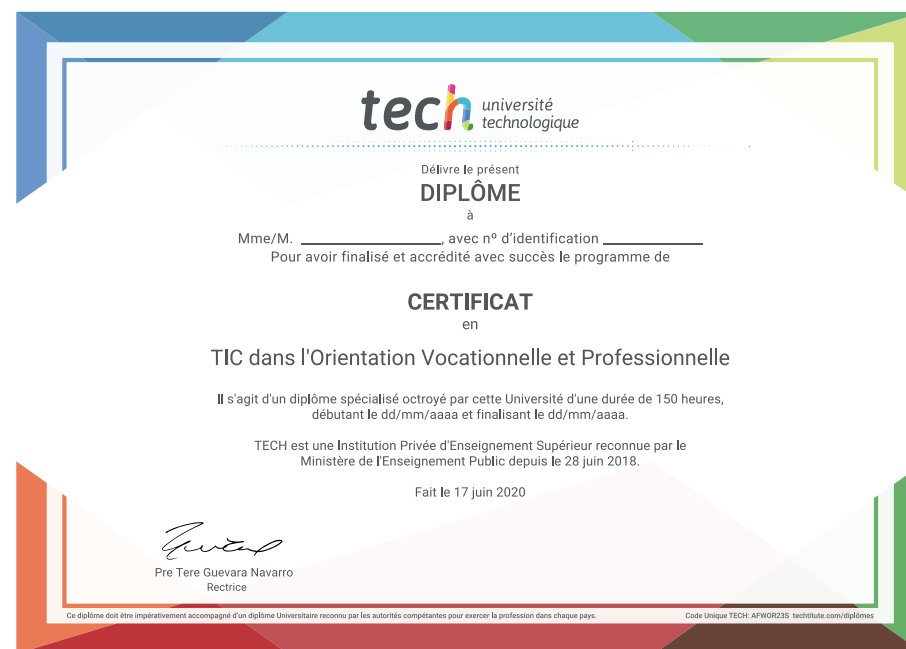 tech université
technologique
Délivre le présent
DIPLÔME
à
Mme/M. ____________________, avec nº d'identification ______________
Pour avoir finalisé et accrédité avec succès le programme de
CERTIFICAT
en
TIC dans l'Orientation Vocationnelle et Professionnelle
Il s'agit d'un diplôme spécialisé octroyé par cette Université d'une durée de 150 heures,
débutant le dd/mm/aaaa et finalisant le dd/mm/aaaa.
TECH est une Institution Privée d'Enseignement Supérieur reconnue par le
Ministère de l'Enseignement Public depuis le 28 juin 2018.
Fait le 17 juin 2020
Pre Tere Guevara Navarro
Rectrice
Ce diplôme doit être impérativement accompagné d'un diplôme Universitaire reconnu par les autorités compétantes pour exercer la profession dans chaque pays.
Code Unique TECH: AFWOR23S techtitute.com/diplômes